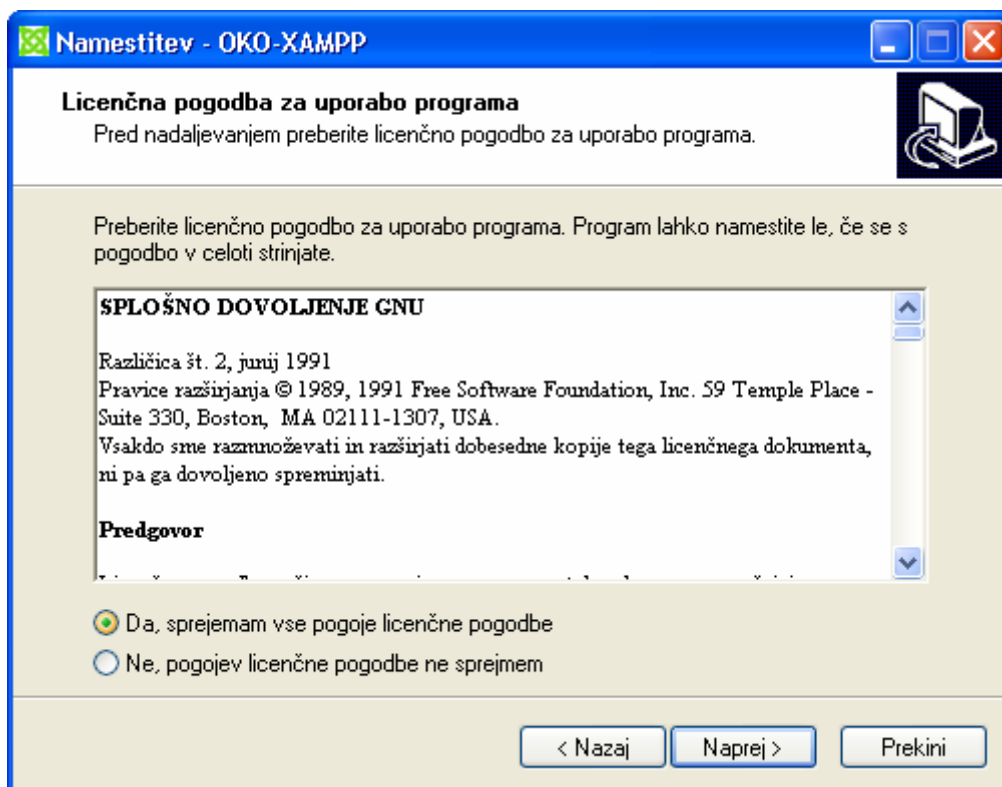 Namestitev - OKO-XAMPP
Licenčna pogodba za uporabo programa
Pred nadaljevanjem preberite licenčno pogodbo za uporabo programa.
Preberite licenčno pogodbo za uporabo programa. Program lahko namestite le, če se s
pogodbo v celoti strinjate.
SPLOŠNO DOVOLJENJE GNU
Različica št. 2, junij 1991
Pravice razširjanja © 1989, 1991 Free Software Foundation, Inc. 59 Temple Place -
Suite 330, Boston, MA 02111-1307, USA.
Vsakdo sme razmnoževati in razširjati dobesedne kopije tega licenčnega dokumenta,
ni pa ga dovoljeno spreminjati.
Predgovor
Da, sprejemam vse pogoje licenčne pogodbe
Ne, pogojev licenčne pogodbe ne sprejmem
< Nazaj
Naprej >
Prekini